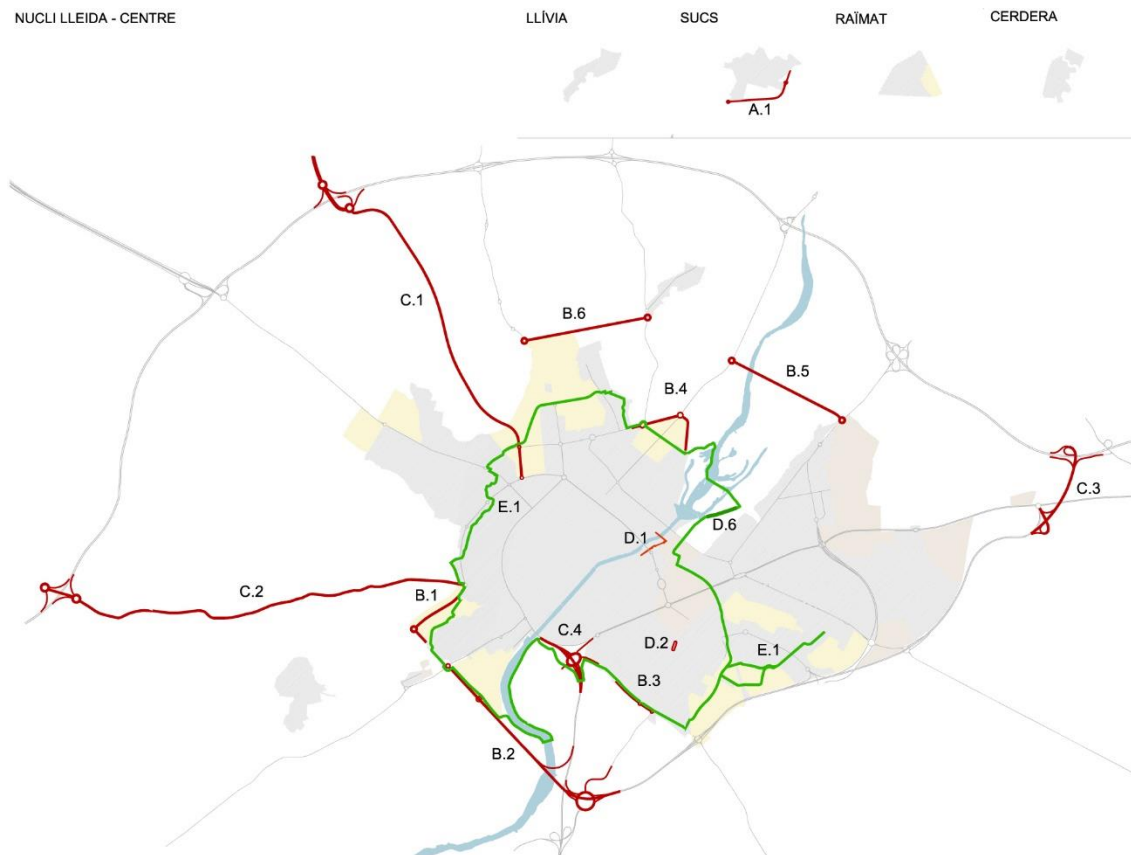 NUCLI LLEIDA - CENTRE
LLÍVIA
SUCS
RAÏMAT
CERDERA
A.1
C.1
B.6
B.4
B.5
C.3
E.1
D.6
D.1
C.2
B.1
C.4
D.2
E.1
B.3
B.2